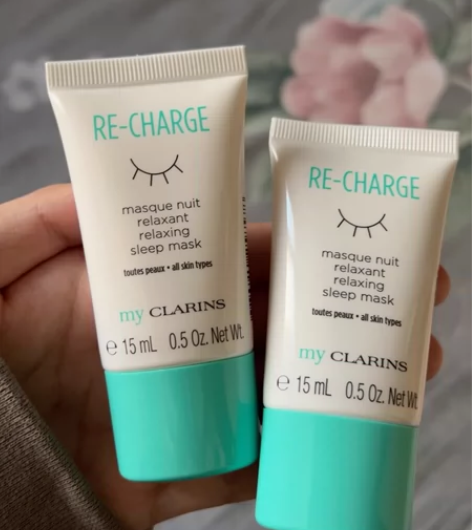 RE-CHARGE
masque nuit
relaxant
relaxing
sleep mask
toutes peaux • all skin types
my CLARINS
℮ 15 mL 0.5 Oz. Net Wt.
RE-CHARGE
masque nuit
relaxant
relaxing
sleep mask
toutes peaux • all skin types
my CLARINS
℮ 15 mL 0.5 Oz. Net Wt